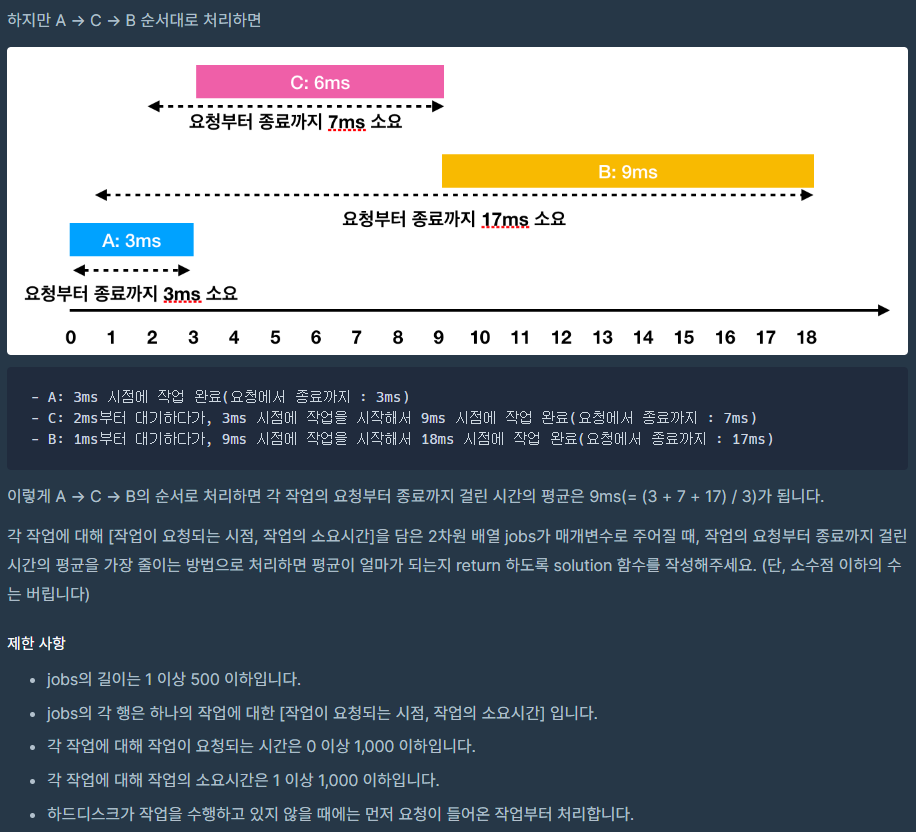 하지만 A → C → B 순서대로 처리하면
C: 6ms
요청부터 종료까지 7ms 소요
B: 9ms
요청부터 종료까지 17ms 소요
A: 3ms
요청부터 종료까지 3ms 소요
0 1 2 3 4 5 6 7 8 9 10 11 12 13 14 15 16 17 18
- A: 3ms 시점에 작업 완료(요청에서 종료까지 : 3ms)
- C: 2ms부터 대기하다가, 3ms 시점에 작업을 시작해서 9ms 시점에 작업 완료(요청에서 종료까지 : 7ms)
- B: 1ms부터 대기하다가, 9ms 시점에 작업을 시작해서 18ms 시점에 작업 완료(요청에서 종료까지 : 17ms)
이렇게 A → C → B의 순서로 처리하면 각 작업의 요청부터 종료까지 걸린 시간의 평균은 9ms(= (3 + 7 + 17) / 3)가 됩니다.
각 작업에 대해 [작업이 요청되는 시점, 작업의 소요시간]을 담은 2차원 배열 jobs가 매개변수로 주어질 때, 작업의 요청부터 종료까지 걸린
시간의 평균을 가장 줄이는 방법으로 처리하면 평균이 얼마가 되는지 return 하도록 solution 함수를 작성해주세요. (단, 소수점 이하의 수
는 버립니다)
제한 사항
• jobs의 길이는 1 이상 500 이하입니다.
• jobs의 각 행은 하나의 작업에 대한 [작업이 요청되는 시점, 작업의 소요시간] 입니다.
• 각 작업에 대해 작업이 요청되는 시간은 0 이상 1,000 이하입니다.
• 각 작업에 대해 작업의 소요시간은 1 이상 1,000 이하입니다.
• 하드디스크가 작업을 수행하고 있지 않을 때에는 먼저 요청이 들어온 작업부터 처리합니다.